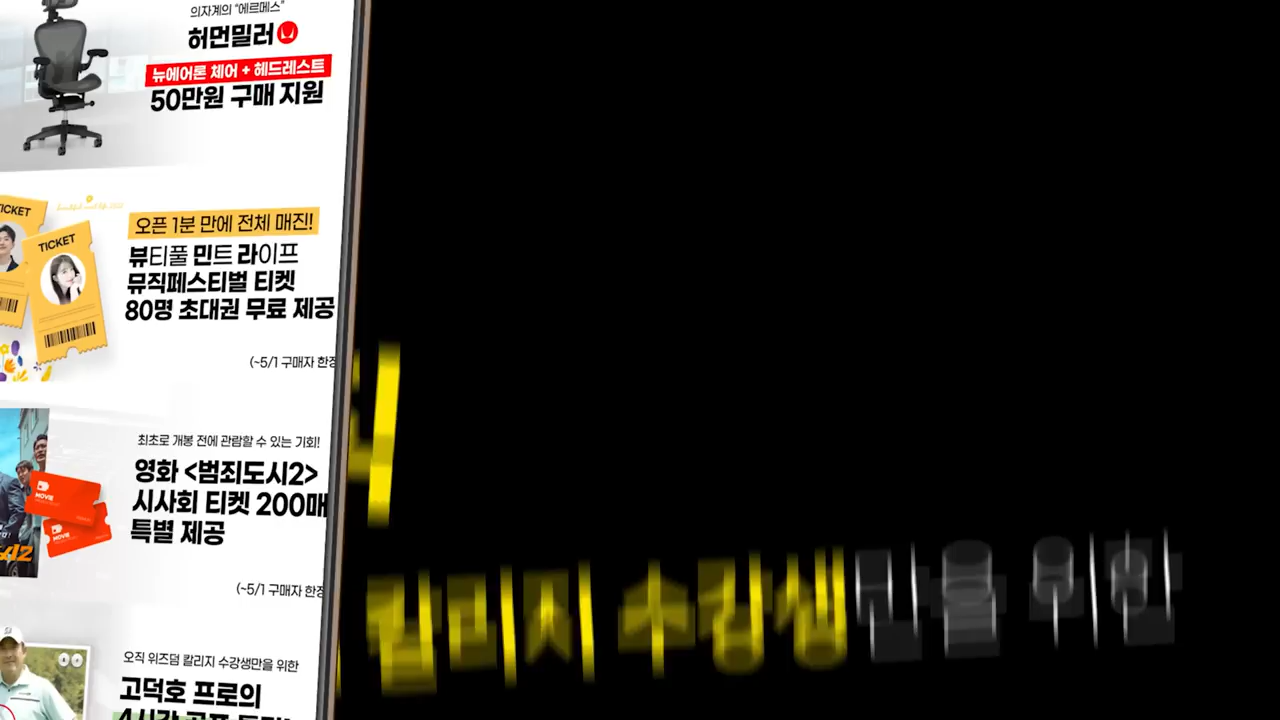 의자계의 "에르메스"
허먼밀러
뉴에어론 체어 + 헤드레스트
50만원 구매 지원
TICKET
TICKET
오픈 1분 만에 전체 매진!
뷰티풀 민트 라이프
뮤직페스티벌 티켓
80명 초대권 무료 제공
(~5/1 구매자 한정
최초로 개봉 전에 관람할 수 있는 기회!
영화 <범죄도시2>
시사회 티켓 200매
특별 제공
MOVIE
MOVIE
(~5/1 구매자 한정
오직 위즈덤 칼리지 수강생만을 위한
고덕호 프로의
칼리지 수강생만을 위한